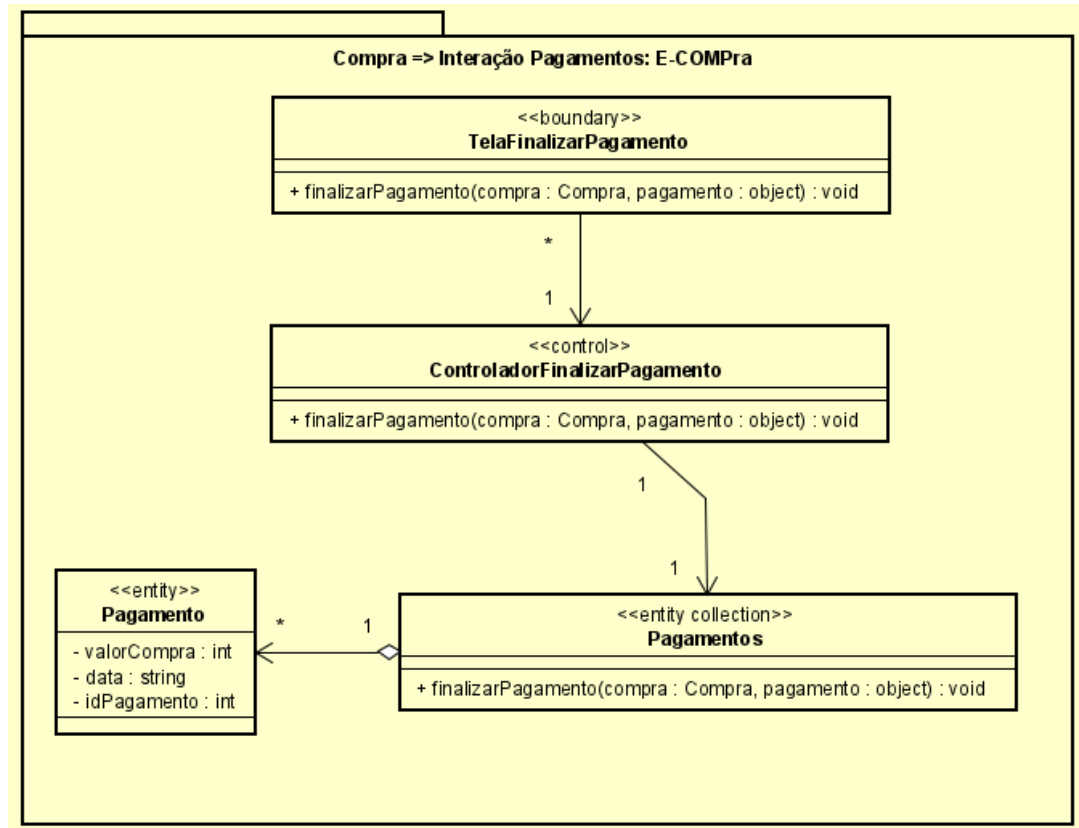 Compra => Interação Pagamentos: E-COMPra
<<boundary>>
TelaFinalizarPagamento
+ finalizarPagamento(compra : Compra, pagamento : object) : void
*
1
<<control>>
ControladorFinalizarPagamento
+ finalizarPagamento(compra : Compra, pagamento : object) : void
1
1
<<entity>>
Pagamento
- valorCompra : int
- data : string
- idPagamento : int
*
1
<<entity collection>>
Pagamentos
+ finalizarPagamento(compra : Compra, pagamento : object) : void